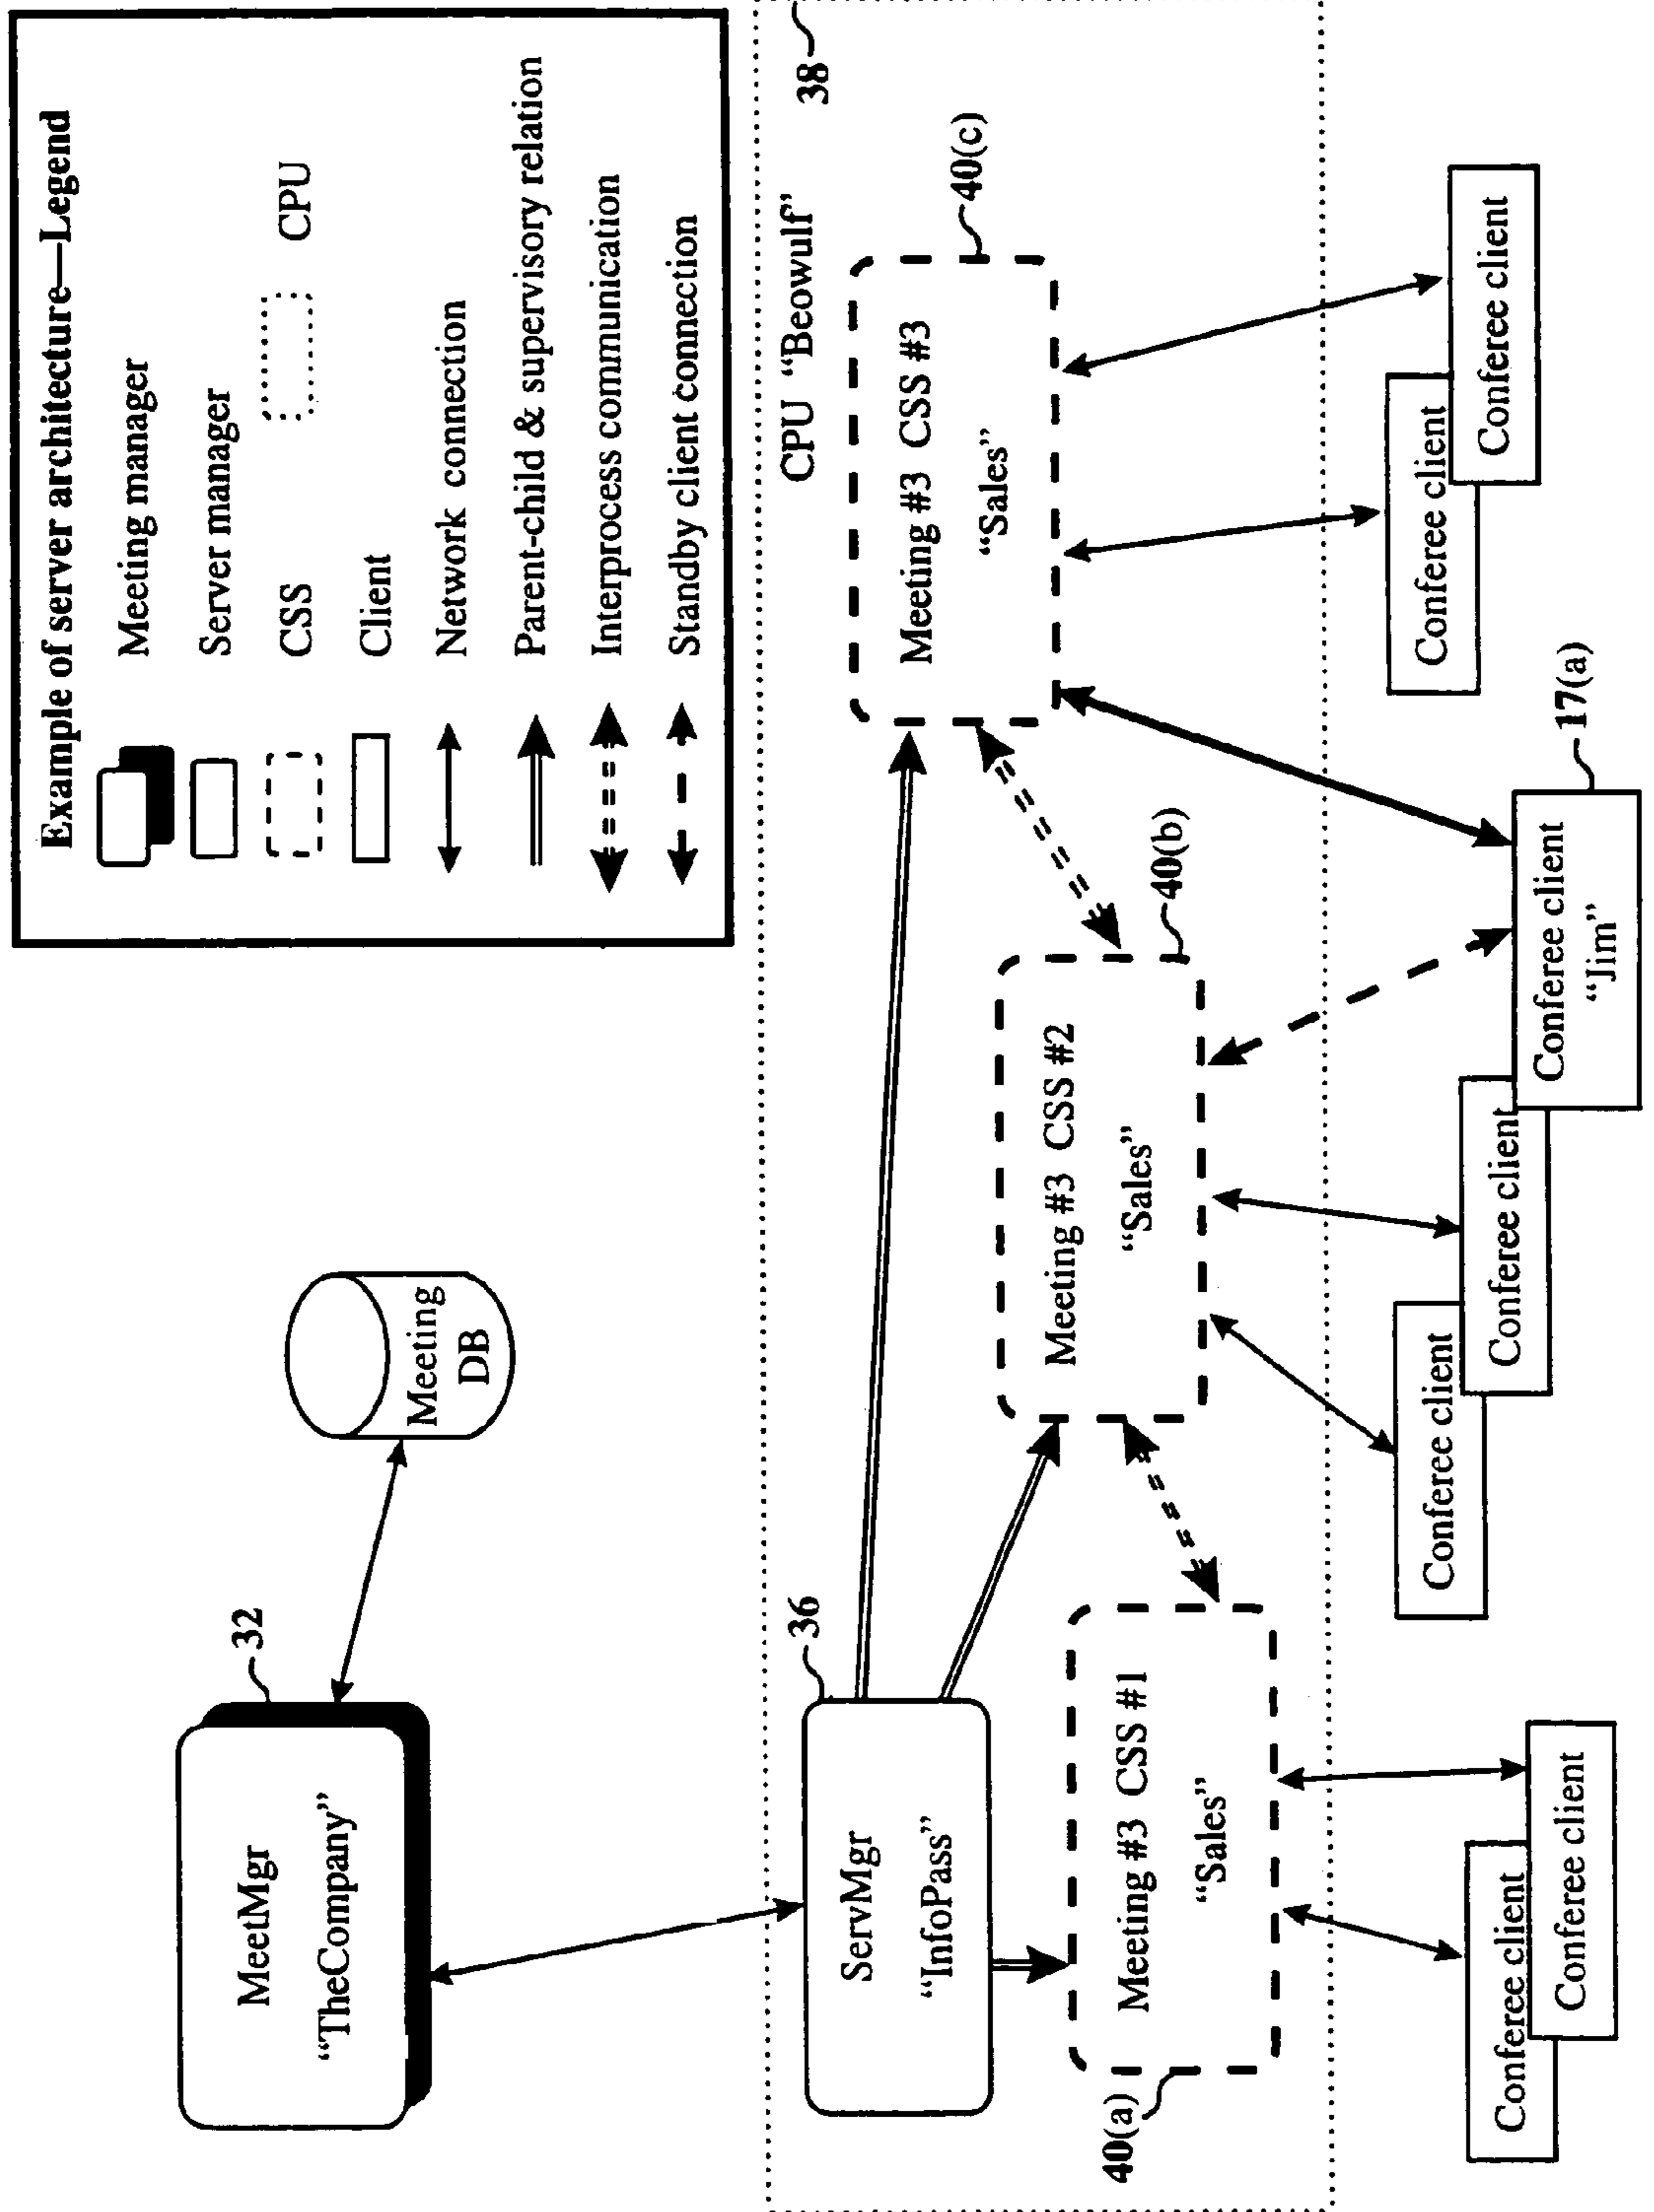 Example of server architecture—Legend
Meeting manager
Server manager
CSS
CPU
Client
Network connection
Parent-child & supervisory relation
Interprocess communication
Standby client connection
MeetMgr
“TheCompany”
32
Meeting
DB
CPU “Beowulf”
38
ServMgr
“InfoPass”
36
Meeting #3 CSS #1
“Sales”
40(a)
Meeting #3 CSS #2
“Sales”
40(b)
Meeting #3 CSS #3
“Sales”
40(c)
Conferee client
Conferee client
Conferee client
Conferee client
Conferee client
“Jim”
17(a)
Conferee client
Conferee client